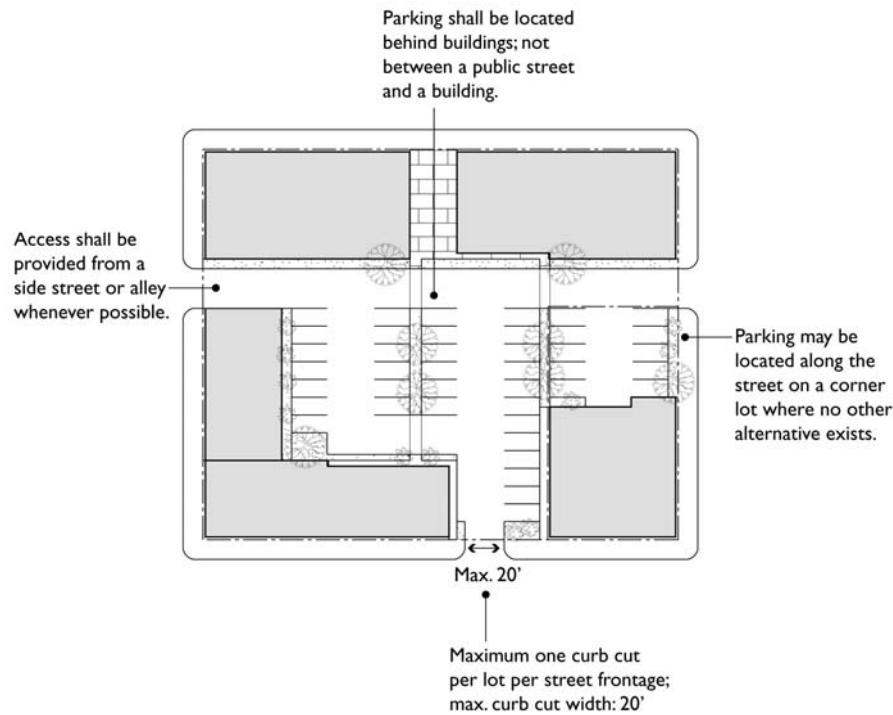 Parking shall be located
behind buildings; not
between a public street
and a building.
Access shall be
provided from a
side street or alley
whenever possible.
Parking may be
located along the
street on a corner
lot where no other
alternative exists.
Max. 20'
Maximum one curb cut
per lot per street frontage;
max. curb cut width: 20'